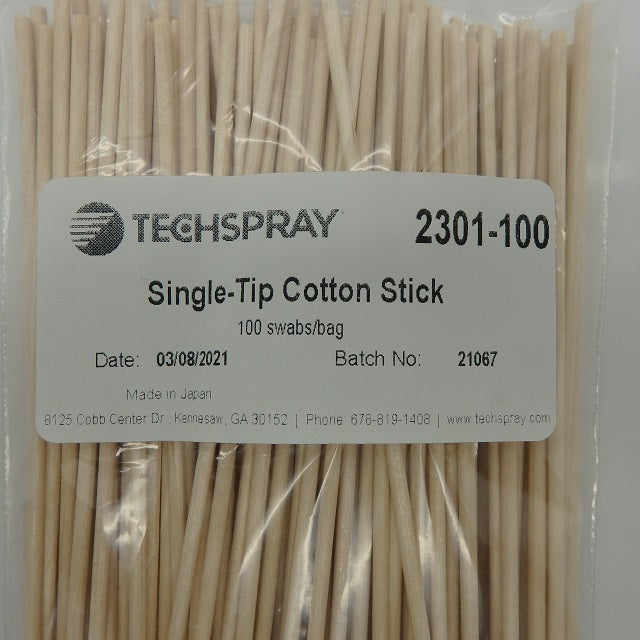 TECHSPRAY 2301-100
Single-Tip Cotton Stick
100 swabs/bag
Date: 03/08/2021 Batch No: 21067
Made in Japan
8125 Cobb Center Dr., Kennesaw, GA 30152 | Phone: 678-819-1408 | www.techspray.com